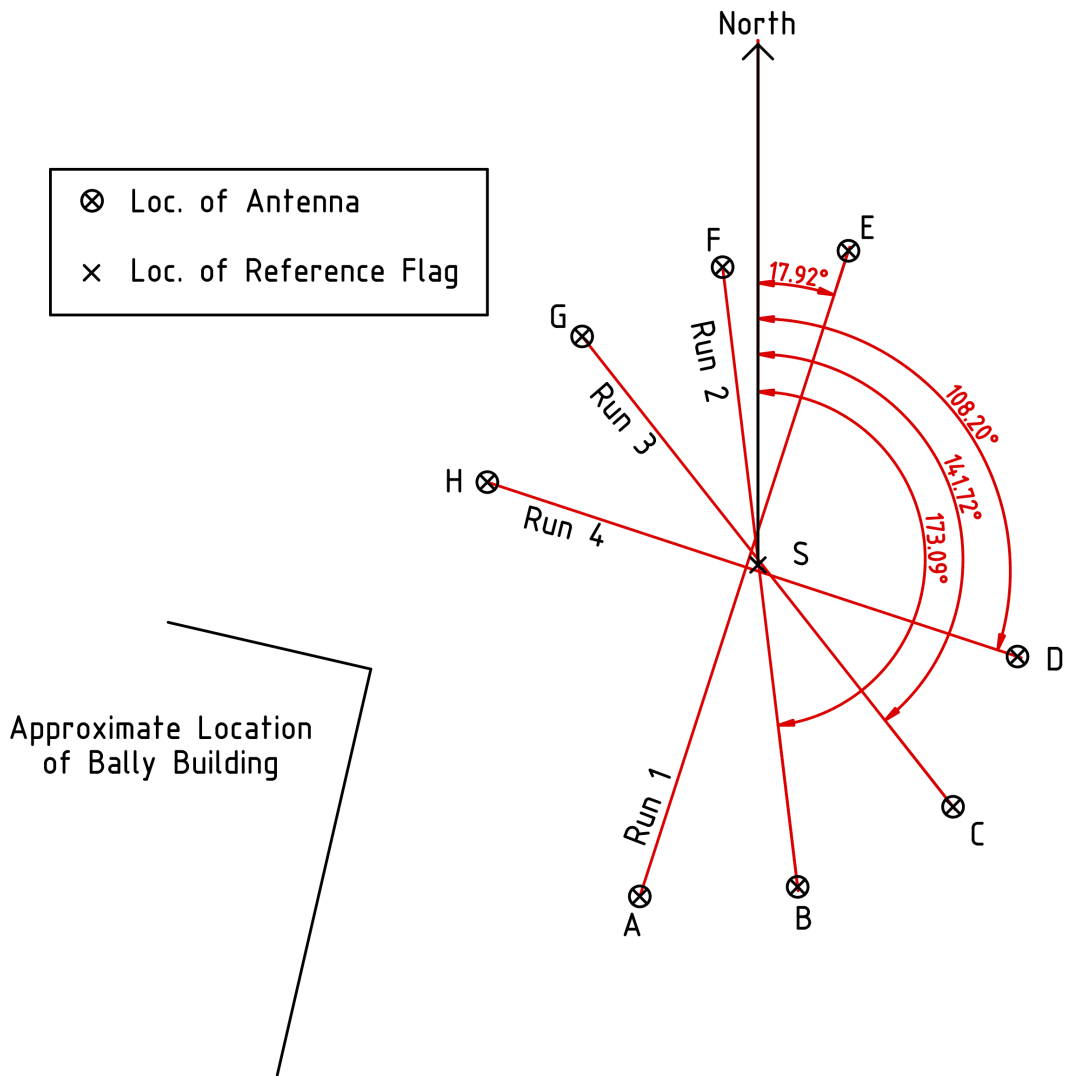 North
Loc. of Antenna
Loc. of Reference Flag
E
F
17.92°
G
Run 2
108.20°
Run 3
141.72°
H
Run 4
173.09°
S
D
Approximate Location
of Bally Building
Run 1
C
A
B